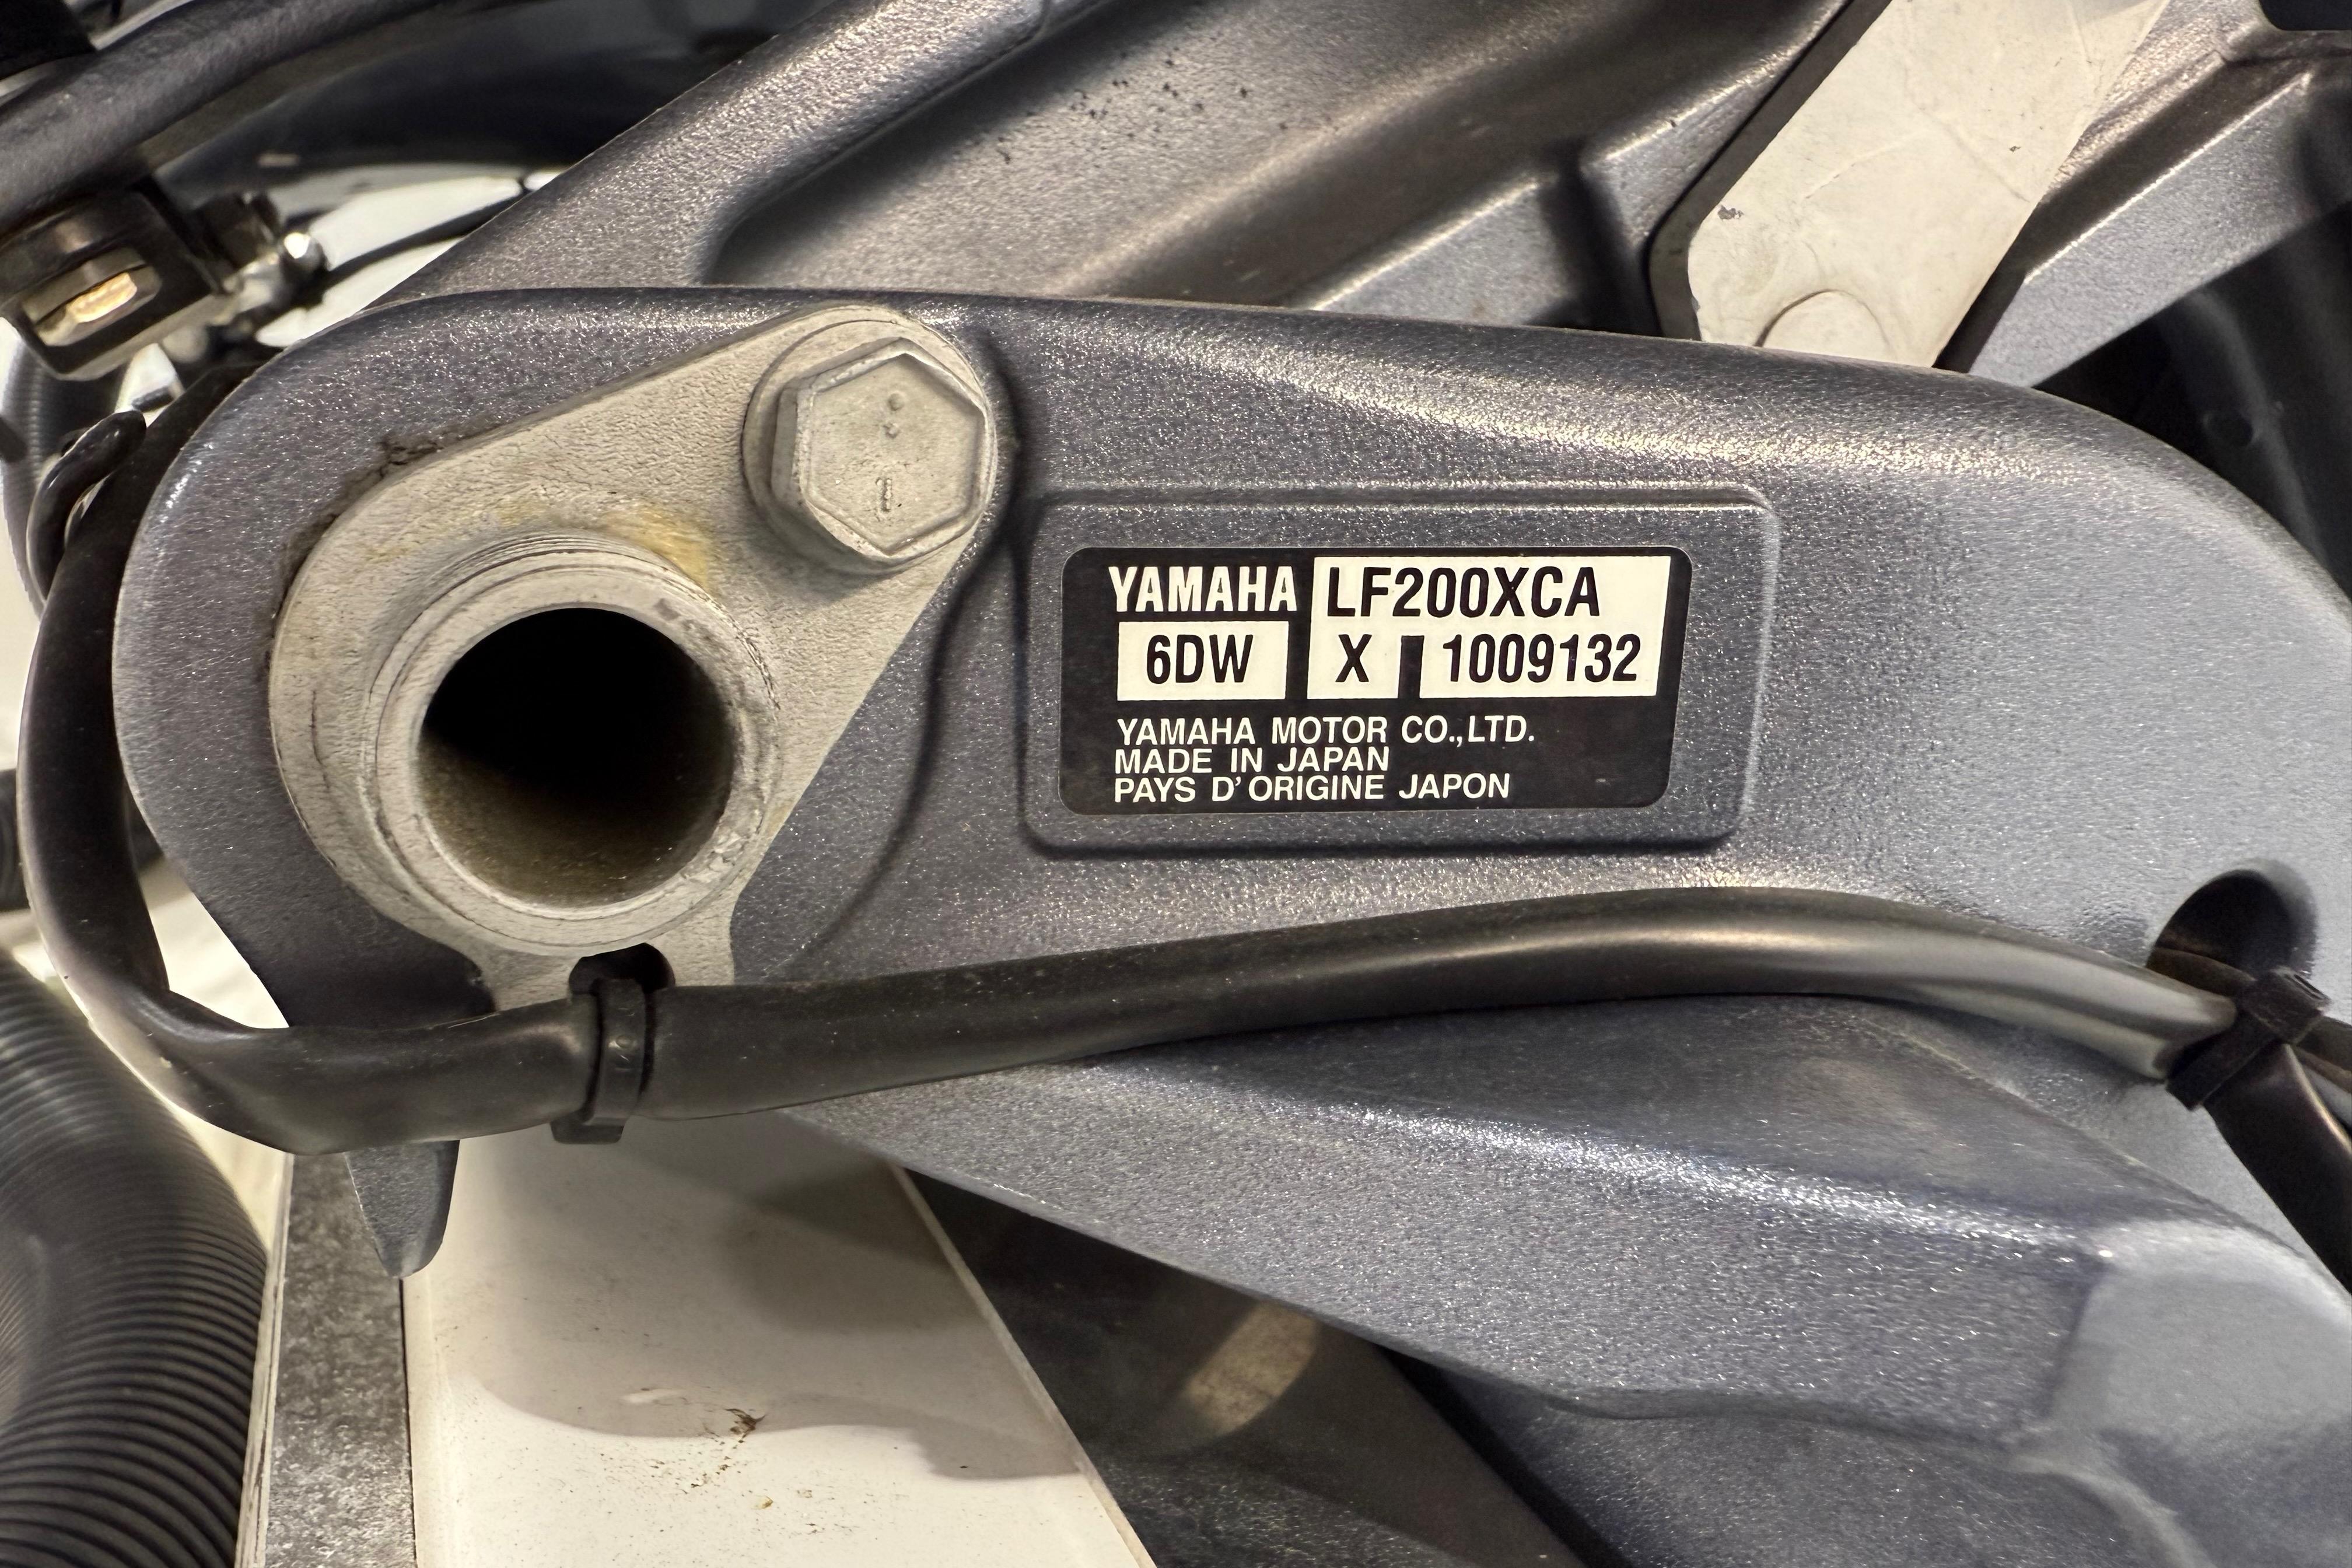 YAMAHA LF200XCA
6DW X 1009132
YAMAHA MOTOR CO.,LTD.
MADE IN JAPAN
PAYS D'ORIGINE JAPON